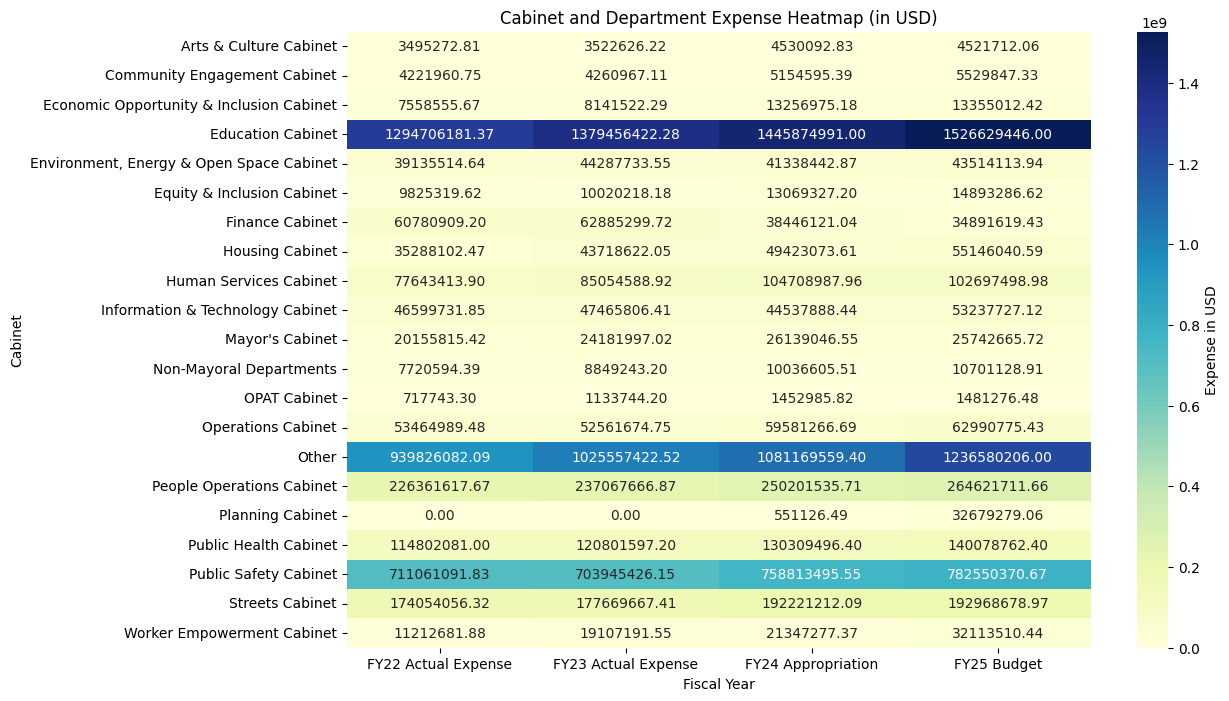 Cabinet and Department Expense Heatmap (in USD)
1e9
Arts & Culture Cabinet 3495272.81 3522626.22 4530092.83 4521712.06
Community Engagement Cabinet 4221960.75 4260967.11 5154595.39 5529847.33
Economic Opportunity & Inclusion Cabinet 7558555.67 8141522.29 13256975.18 13355012.42
Education Cabinet 1294706181.37 1379456422.28 1445874991.00 1526629446.00
Environment, Energy & Open Space Cabinet 39135514.64 44287733.55 41338442.87 43514113.94
Equity & Inclusion Cabinet 9825319.62 10020218.18 13069327.20 14893286.62
Finance Cabinet 60780909.20 62885299.72 38446121.04 34891619.43
Housing Cabinet 35288102.47 43718622.05 49423073.61 55146040.59
Human Services Cabinet 77643413.90 85054588.92 104708987.96 102697498.98
Information & Technology Cabinet 46599731.85 47465806.41 44537888.44 53237727.12
Mayor's Cabinet 20155815.42 24181997.02 26139046.55 25742665.72
Non-Mayoral Departments 7720594.39 8849243.20 10036605.51 10701128.91
OPAT Cabinet 717743.30 1133744.20 1452985.82 1481276.48
Operations Cabinet 53464989.48 52561674.75 59581266.69 62990775.43
Other 939826082.09 1025557422.52 1081169559.40 1236580206.00
People Operations Cabinet 226361617.67 237067666.87 250201535.71 264621711.66
Planning Cabinet 0.00 0.00 551126.49 32679279.06
Public Health Cabinet 114802081.00 120801597.20 130309496.40 140078762.40
Public Safety Cabinet 711061091.83 703945426.15 758813495.55 782550370.67
Streets Cabinet 174054056.32 177669667.41 192221212.09 192968678.97
Worker Empowerment Cabinet 11212681.88 19107191.55 21347277.37 32113510.44
FY22 Actual Expense FY23 Actual Expense FY24 Appropriation FY25 Budget
Fiscal Year
Cabinet
1.4
1.2
1.0
0.8
0.6
0.4
0.2
0.0
Expense in USD